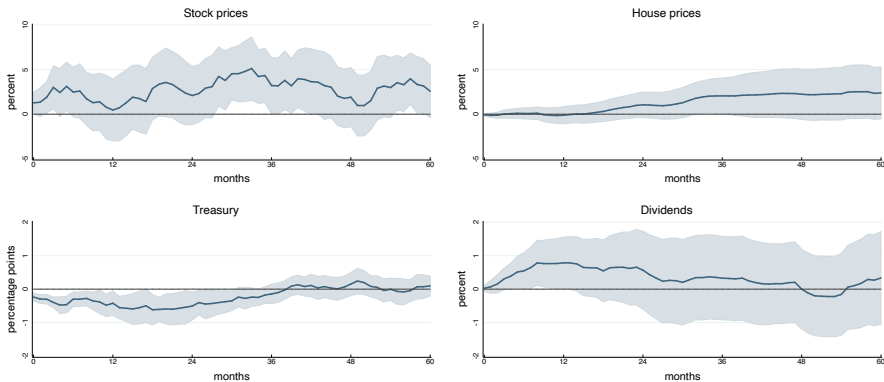 Stock prices
percent
10
5
0
-5
0 12 24 36 48 60
months
House prices
percent
10
5
0
-5
0 12 24 36 48 60
months
Treasury
percentage points
2
1
0
-1
-2
0 12 24 36 48 60
months
Dividends
percent
2
1
0
-1
-2
0 12 24 36 48 60
months